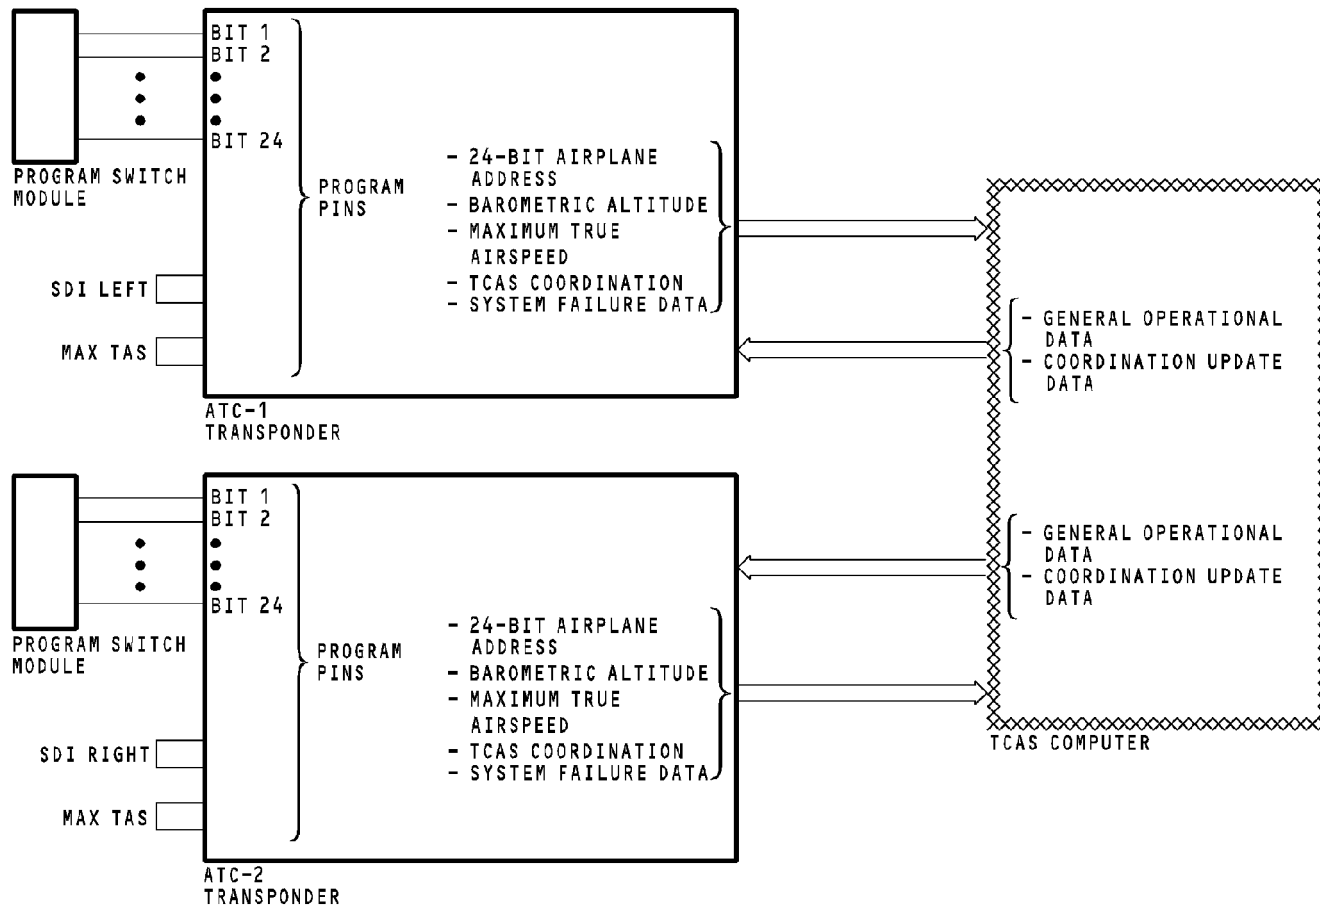 BIT 1
BIT 2
BIT 24
PROGRAM SWITCH
MODULE
PROGRAM
PINS
- 24-BIT AIRPLANE
ADDRESS
- BAROMETRIC ALTITUDE
- MAXIMUM TRUE
AIRSPEED
- TCAS COORDINATION
- SYSTEM FAILURE DATA
SDI LEFT
MAX TAS
ATC-1
TRANSPONDER
- GENERAL OPERATIONAL
DATA
- COORDINATION UPDATE
DATA
BIT 1
BIT 2
BIT 24
PROGRAM SWITCH
MODULE
PROGRAM
PINS
- 24-BIT AIRPLANE
ADDRESS
- BAROMETRIC ALTITUDE
- MAXIMUM TRUE
AIRSPEED
- TCAS COORDINATION
- SYSTEM FAILURE DATA
SDI RIGHT
MAX TAS
ATC-2
TRANSPONDER
- GENERAL OPERATIONAL
DATA
- COORDINATION UPDATE
DATA
TCAS COMPUTER